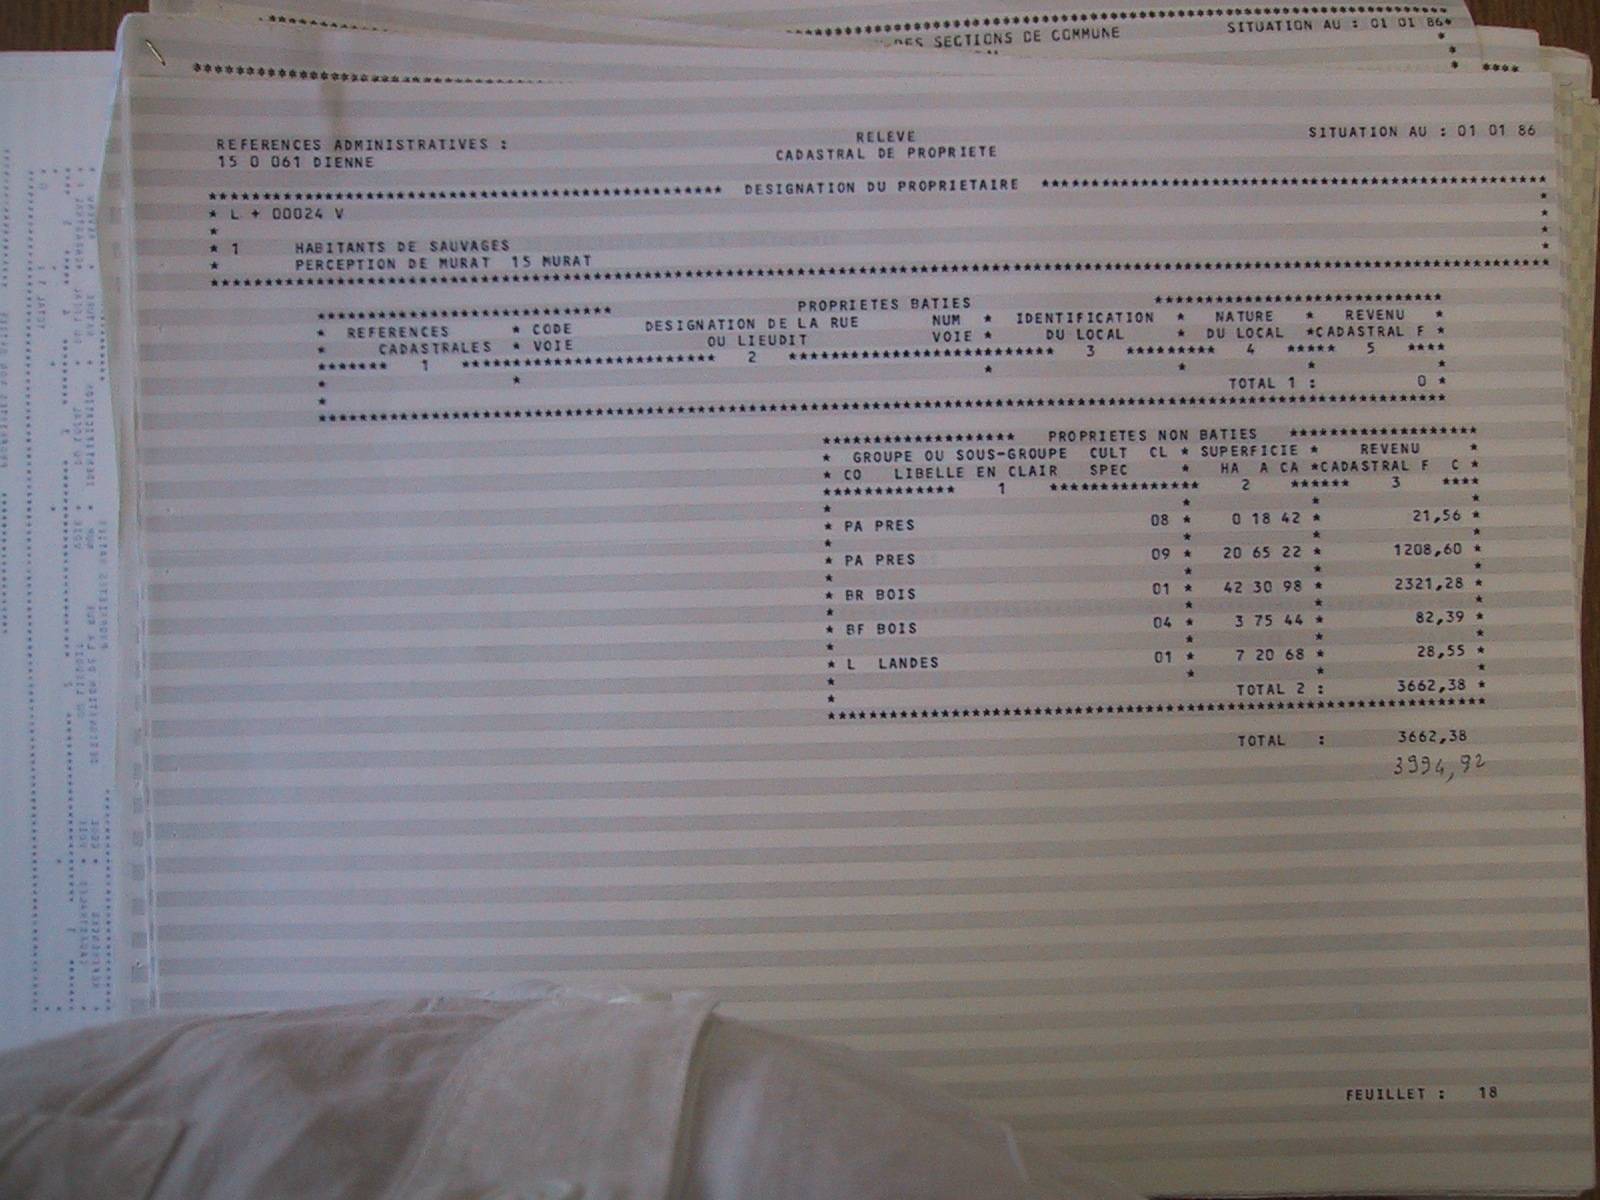 SITUATION AU : 01 01 86*
DES SECTIONS DE COMMUNE
REFERENCES ADMINISTRATIVES :
15 0 061 DIENNE
RELEVE
CADASTRAL DE PROPRIETE
SITUATION AU : 01 01 86
DESIGNATION DU PROPRIETAIRE
* L + 00024 V
* 1 HABITANTS DE SAUVAGES
* PERCEPTION DE MURAT 15 MURAT
PROPRIETES BATIES
* REFERENCES * CODE DESIGNATION DE LA RUE NUM * IDENTIFICATION * NATURE * REVENU *
* CADASTRALES * VOIE OU LIEUDIT VOIE * DU LOCAL * DU LOCAL *CADASTRAL F *
******* 1 2 3 4 5 ****
TOTAL 1 : 0 *
PROPRIETES NON BATIES
* GROUPE OU SOUS-GROUPE CULT CL * SUPERFICIE * REVENU *
* CO LIBELLE EN CLAIR SPEC * HA A CA *CADASTRAL F C *
1 2 3 ****
* PA PRES 08 * 0 18 42 * 21,56 *
* PA PRES 09 * 20 65 22 * 1208,60 *
* BR BOIS 01 * 42 30 98 * 2321,28 *
* BF BOIS 04 * 3 75 44 * 82,39 *
* L LANDES 01 * 7 20 68 * 28,55 *
TOTAL 2 : 3662,38 *
TOTAL : 3662,38
3994,92
FEUILLET : 18